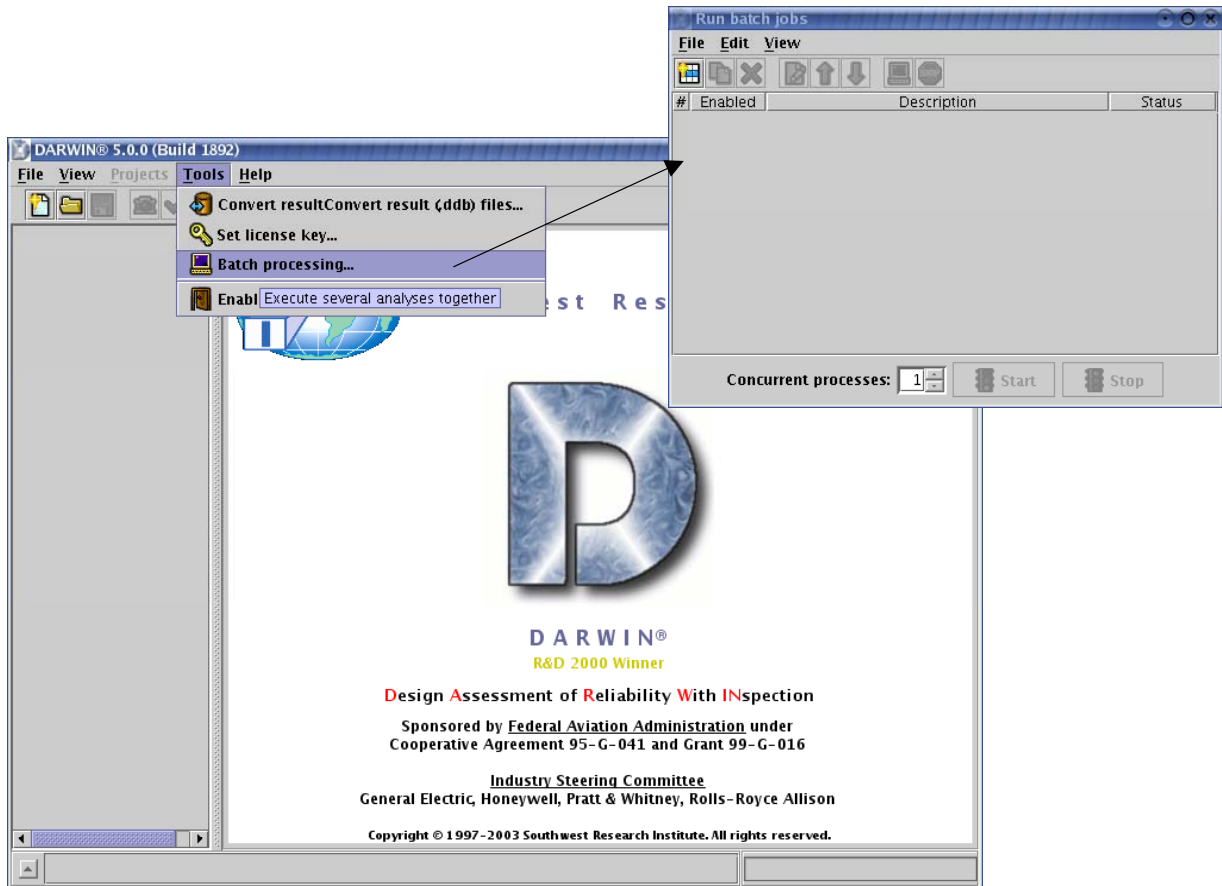 Run batch jobs
File Edit View
# Enabled Description Status
Concurrent processes: 1 Start Stop
DARWIN® 5.0.0 (Build 1892)
File View Projects Tools Help
Convert resultConvert result (.ddb) files...
Set license key...
Batch processing...
Enabl
Execute several analyses together
est Res
D A R W I N®
R&D 2000 Winner
Design Assessment of Reliability With INspection
Sponsored by Federal Aviation Administration under
Cooperative Agreement 95-G-041 and Grant 99-G-016
Industry Steering Committee
General Electric, Honeywell, Pratt & Whitney, Rolls-Royce Allison
Copyright © 1997-2003 Southwest Research Institute. All rights reserved.